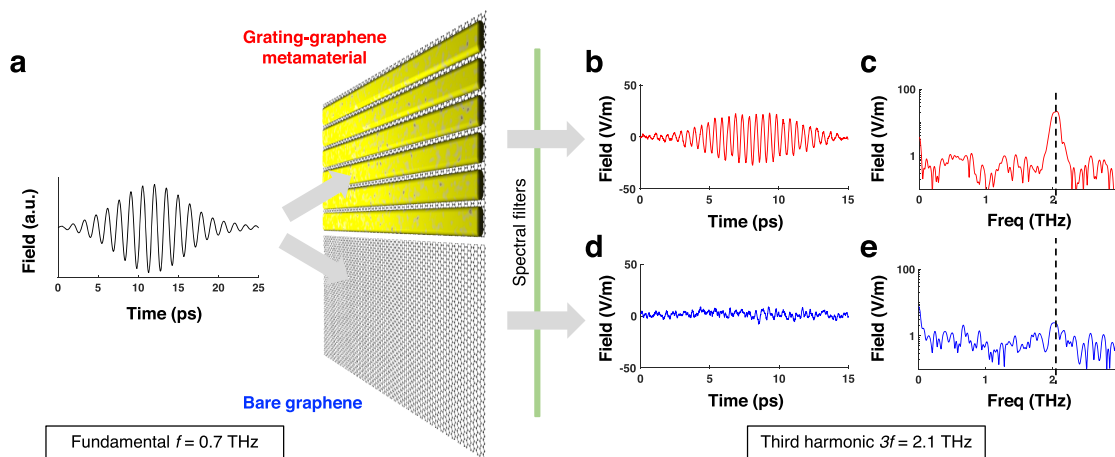 a
Grating-graphene
metamaterial
Field (a.u.)
0 5 10 15 20 25
Time (ps)
Bare graphene
Fundamental f = 0.7 THz
Spectral filters
b
Field (V/m)
50
0
-50
0 5 10 15
Time (ps)
c
Field (V/m)
100
1
0 1 2
Freq (THz)
d
Field (V/m)
50
0
-50
0 5 10 15
Time (ps)
e
Field (V/m)
100
1
0 1 2
Freq (THz)
Third harmonic 3f = 2.1 THz